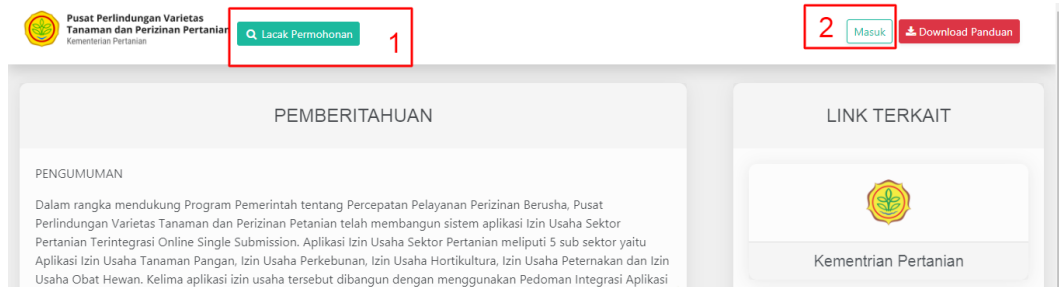 Pusat Perlindungan Varietas
Tanaman dan Perizinan Pertanian
Kementerian Pertanian
Lacak Permohonan
1
2
Masuk
Download Panduan
PEMBERITAHUAN
PENGUMUMAN
Dalam rangka mendukung Program Pemerintah tentang Percepatan Pelayanan Perizinan Berusha, Pusat
Perlindungan Varietas Tanaman dan Perizinan Petanian telah membangun sistem aplikasi Izin Usaha Sektor
Pertanian Terintegrasi Online Single Submission. Aplikasi Izin Usaha Sektor Pertanian meliputi 5 sub sektor yaitu
Aplikasi Izin Usaha Tanaman Pangan, Izin Usaha Perkebunan, Izin Usaha Hortikultura, Izin Usaha Peternakan dan Izin
Usaha Obat Hewan. Kelima aplikasi izin usaha tersebut dibangun dengan menggunakan Pedoman Integrasi Aplikasi
LINK TERKAIT
Kementrian Pertanian